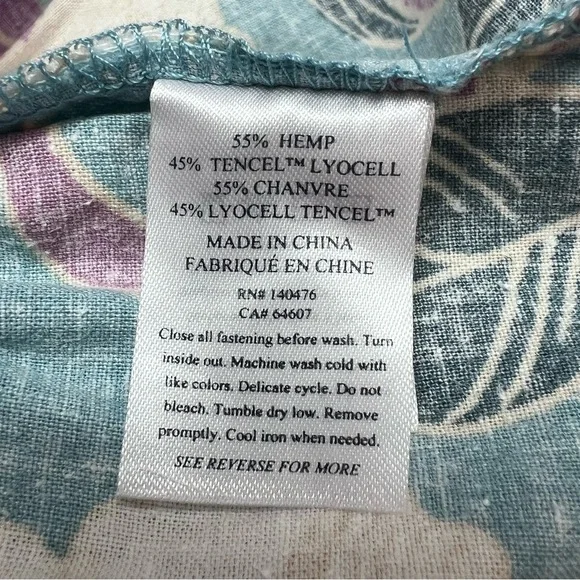 55% HEMP
45% TENCEL™ LYOCELL
55% CHANVRE
45% LYOCELL TENCEL™
MADE IN CHINA
FABRIQUÉ EN CHINE
RN# 140476
CA# 64607
Close all fastening before wash. Turn
inside out. Machine wash cold with
like colors. Delicate cycle. Do not
bleach. Tumble dry low. Remove
promptly. Cool iron when needed.
SEE REVERSE FOR MORE